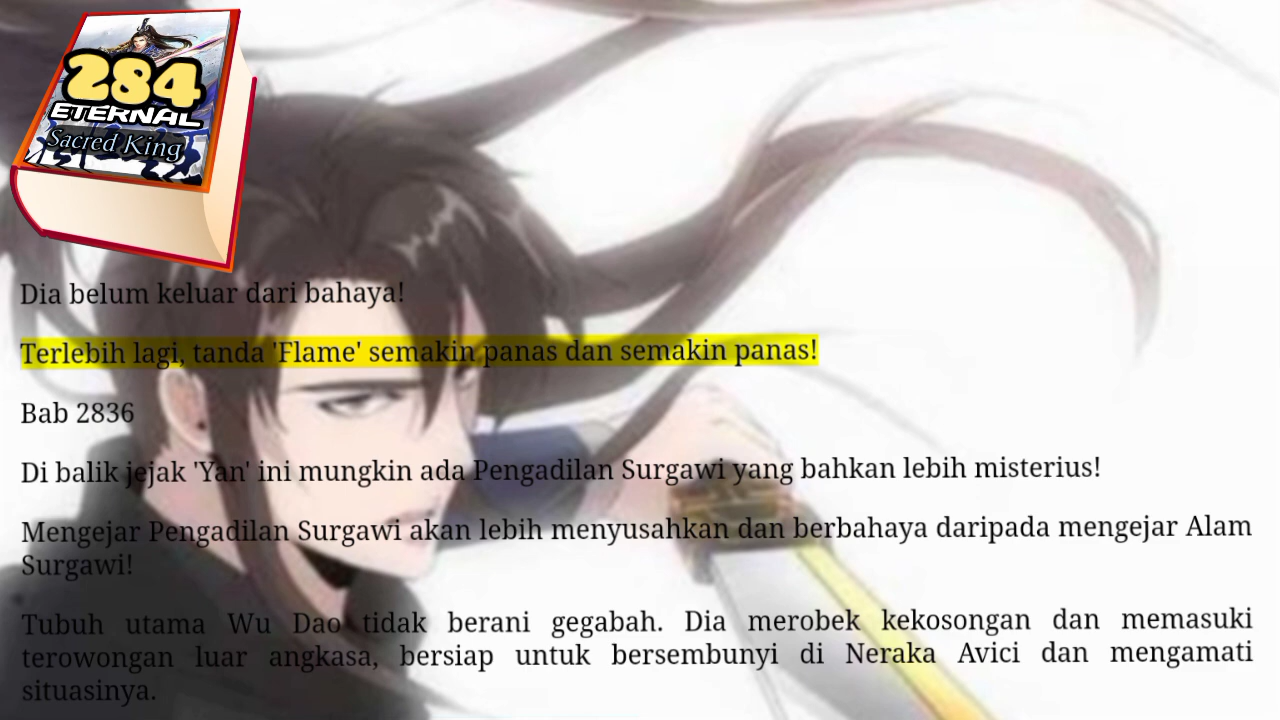 284
ETERNAL
Sacred King
Dia belum keluar dari bahaya!
Terlebih lagi, tanda 'Flame' semakin panas dan semakin panas!
Bab 2836
Di balik jejak 'Yan' ini mungkin ada Pengadilan Surgawi yang bahkan lebih misterius!
Mengejar Pengadilan Surgawi akan lebih menyusahkan dan berbahaya daripada mengejar Alam
Surgawi!
Tubuh utama Wu Dao tidak berani gegabah. Dia merobek kekosongan dan memasuki
terowongan luar angkasa, bersiap untuk bersembunyi di Neraka Avici dan mengamati
situasinya.